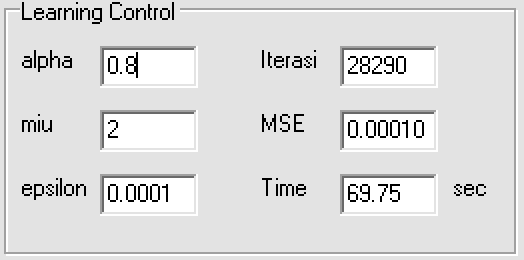 Learning Control
alpha 0.8 Iterasi 28290
miu 2 MSE 0.00010
epsilon 0.0001 Time 69.75 sec